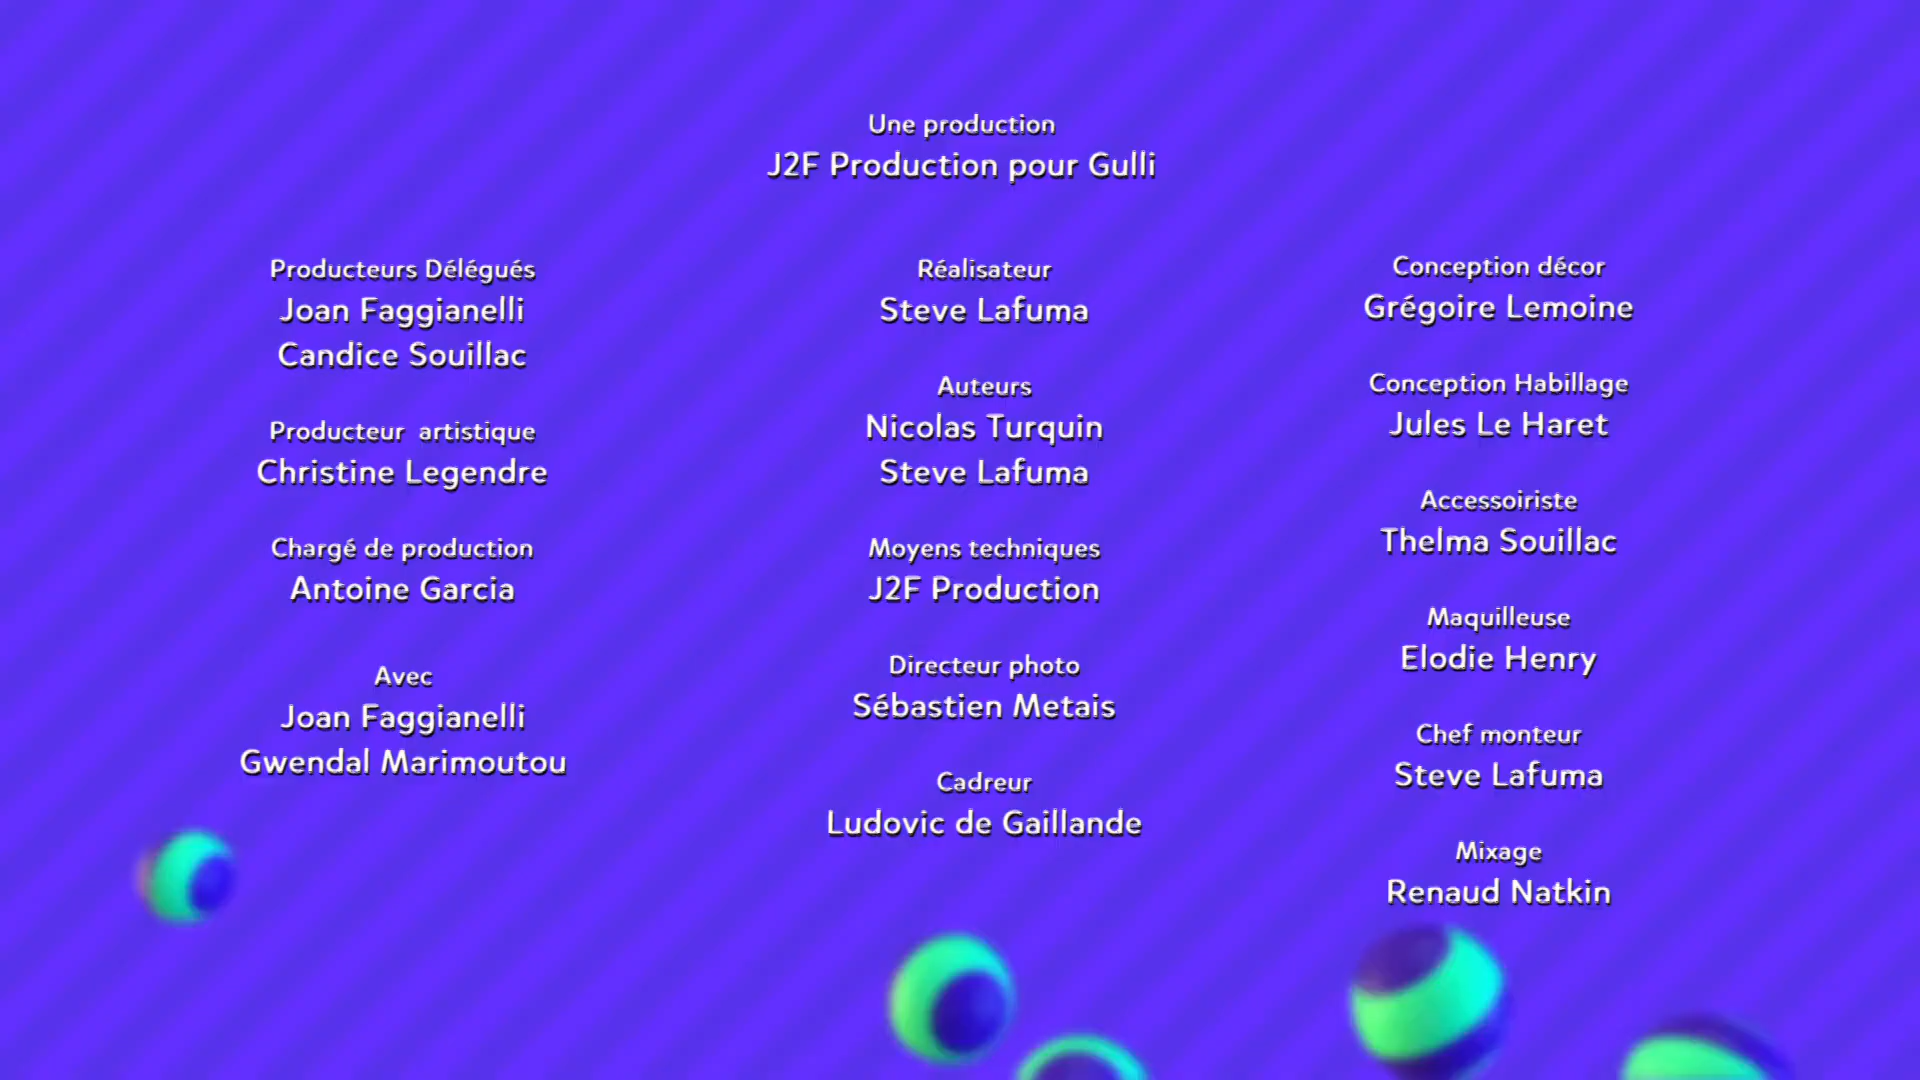 Une production
J2F Production pour Gulli
Producteurs Délégués
Joan Faggianelli
Candice Souillac
Producteur  artistique
Christine Legendre
Chargé de production
Antoine Garcia
Avec
Joan Faggianelli
Gwendal Marimoutou
Réalisateur
Steve Lafuma
Auteurs
Nicolas Turquin
Steve Lafuma
Moyens techniques
J2F Production
Directeur photo
Sébastien Metais
Cadreur
Ludovic de Gaillande
Conception décor
Grégoire Lemoine
Conception Habillage
Jules Le Haret
Accessoiriste
Thelma Souillac
Maquilleuse
Elodie Henry
Chef monteur
Steve Lafuma
Mixage
Renaud Natkin